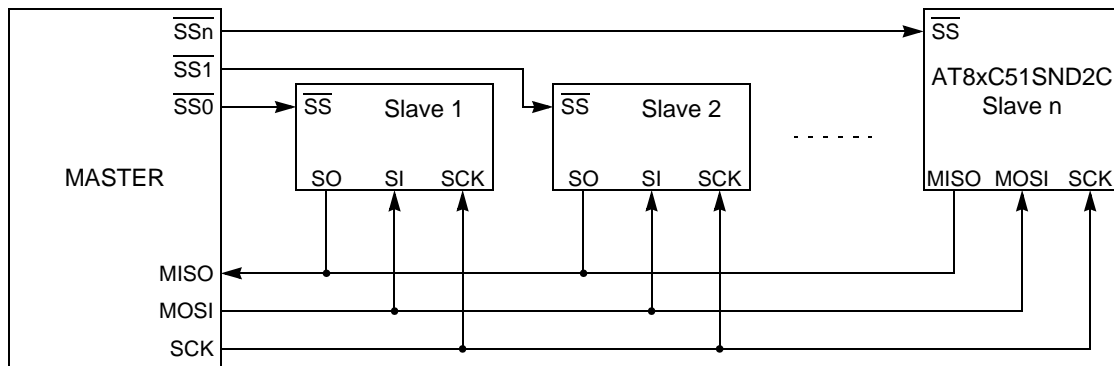 SSn
SS
SS1
AT8xC51SND2C
SS0
SS
Slave 1
SS
Slave 2
Slave n
MASTER
SO
SI
SCK
SO
SI
SCK
MISO
MOSI
SCK
MISO
MOSI
SCK